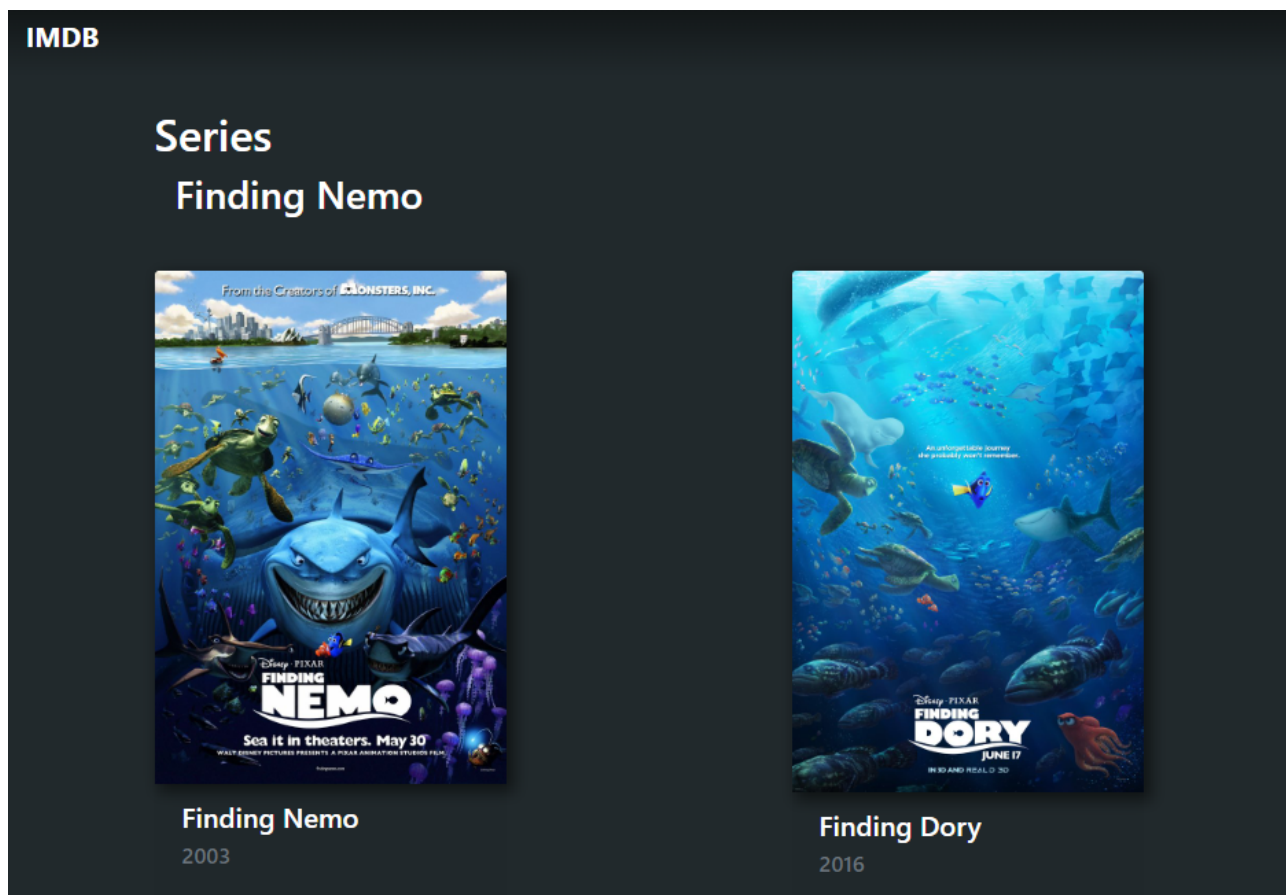 IMDB
Series
Finding Nemo
From the Creators of MONSTERS, INC.
DISNEY · PIXAR
FINDING
NEMO
Sea it in theaters. May 30
WALT DISNEY PICTURES PRESENTS A PIXAR ANIMATION STUDIOS FILM
Finding Nemo
2003
An unforgettable journey
she probably won't remember.
DISNEY · PIXAR
FINDING
DORY
JUNE 17
IN 3D AND REAL D 3D
Finding Dory
2016